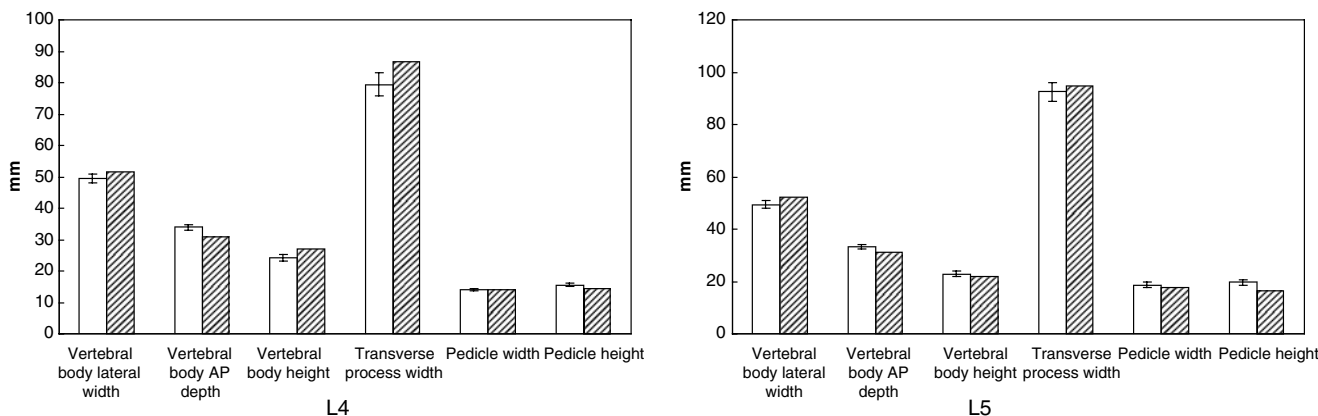 100
90
80
70
60
50
40
30
20
10
0
mm
Vertebral body lateral width
Vertebral body AP depth
Vertebral body height
Transverse process width
Pedicle width
Pedicle height
L4
120
100
80
60
40
20
0
mm
Vertebral body lateral width
Vertebral body AP depth
Vertebral body height
Transverse process width
Pedicle width
Pedicle height
L5